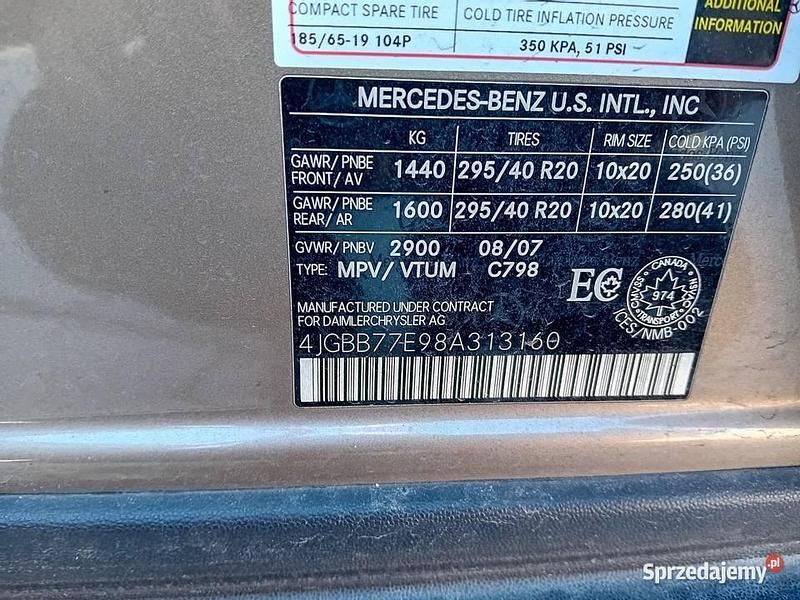 COMPACT SPARE TIRE COLD TIRE INFLATION PRESSURE
ADDITIONAL
INFORMATION
185/65-19 104P 350 KPA, 51 PSI
MERCEDES-BENZ U.S. INTL., INC
KG TIRES RIM SIZE COLD KPA (PSI)
GAWR/ PNBE
FRONT/ AV 1440 295/40 R20 10x20 250(36)
GAWR/ PNBE
REAR/ AR 1600 295/40 R20 10x20 280(41)
GVWR/ PNBV 2900 08/07
TYPE: MPV/ VTUM C798
EC
CANADA
974
TRANSPORT
CMVSS
NSVAC
ICES/NMB-002
MANUFACTURED UNDER CONTRACT
FOR DAIMLERCHRYSLER AG
4JGBB77E98A313160
Sprzedajemy.pl